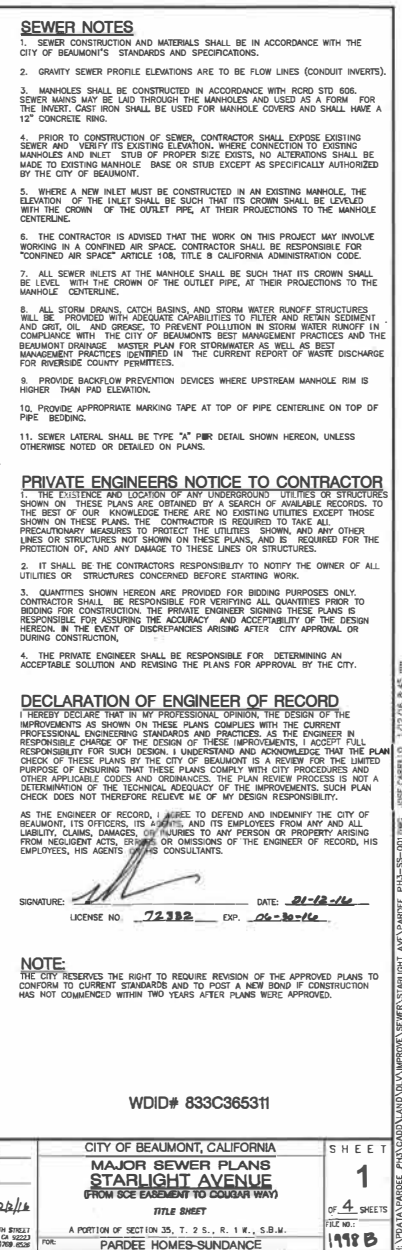 SEWER NOTES
1. SEWER CONSTRUCTION AND MATERIALS SHALL BE IN ACCORDANCE WITH THE
CITY OF BEAUMONT'S STANDARDS AND SPECIFICATIONS.
2. GRAVITY SEWER PROFILE ELEVATIONS ARE TO BE FLOW LINES (CONDUIT INVERTS).
3. MANHOLES SHALL BE CONSTRUCTED IN ACCORDANCE WITH RCRD STD 606.
SEWER MAINS MAY BE LAID THROUGH THE MANHOLES AND USED AS A FORM FOR
THE INVERT. CAST IRON SHALL BE USED FOR MANHOLE COVERS AND SHALL HAVE A
12" CONCRETE RING.
4. PRIOR TO CONSTRUCTION OF SEWER, CONTRACTOR SHALL EXPOSE EXISTING
SEWER AND VERIFY ITS EXISTING ELEVATION. WHERE CONNECTION TO EXISTING
MANHOLES AND INLET STUB OF PROPER SIZE EXISTS, NO ALTERATIONS SHALL BE
MADE TO EXISTING MANHOLE BASE OR STUB EXCEPT AS SPECIFICALLY AUTHORIZED
BY THE CITY OF BEAUMONT.
5. WHERE A NEW INLET MUST BE CONSTRUCTED IN AN EXISTING MANHOLE, THE
ELEVATION OF THE INLET SHALL BE SUCH THAT ITS CROWN SHALL BE LEVELED
WITH THE CROWN OF THE OUTLET PIPE, AT THEIR PROJECTIONS TO THE MANHOLE
CENTERLINE.
6. THE CONTRACTOR IS ADVISED THAT THE WORK ON THIS PROJECT MAY INVOLVE
WORKING IN A CONFINED AIR SPACE. CONTRACTOR SHALL BE RESPONSIBLE FOR
"CONFINED AIR SPACE" ARTICLE 108, TITLE 8 CALIFORNIA ADMINISTRATION CODE.
7. ALL SEWER INLETS AT THE MANHOLE SHALL BE SUCH THAT ITS CROWN SHALL
BE LEVEL WITH THE CROWN OF THE OUTLET PIPE, AT THEIR PROJECTIONS TO THE
MANHOLE CENTERLINE.
8. ALL STORM DRAINS, CATCH BASINS, AND STORM WATER RUNOFF STRUCTURES
WILL BE PROVIDED WITH ADEQUATE CAPABILITIES TO FILTER AND RETAIN SEDIMENT
AND GRIT, OIL AND GREASE, TO PREVENT POLLUTION IN STORM WATER RUNOFF IN
COMPLIANCE WITH THE CITY OF BEAUMONTS BEST MANAGEMENT PRACTICES AND THE
BEAUMONT DRAINAGE MASTER PLAN FOR STORMWATER AS WELL AS BEST
MANAGEMENT PRACTICES IDENTIFIED IN THE CURRENT REPORT OF WASTE DISCHARGE
FOR RIVERSIDE COUNTY PERMITTEES.
9. PROVIDE BACKFLOW PREVENTION DEVICES WHERE UPSTREAM MANHOLE RIM IS
HIGHER THAN PAD ELEVATION.
10. PROVIDE APPROPRIATE MARKING TAPE AT TOP OF PIPE CENTERLINE ON TOP OF
PIPE BEDDING.
11. SEWER LATERAL SHALL BE TYPE "A" PER DETAIL SHOWN HEREON, UNLESS
OTHERWISE NOTED OR DETAILED ON PLANS.
PRIVATE ENGINEERS NOTICE TO CONTRACTOR
1. THE EXISTENCE AND LOCATION OF ANY UNDERGROUND UTILITIES OR STRUCTURES
SHOWN ON THESE PLANS ARE OBTAINED BY A SEARCH OF AVAILABLE RECORDS. TO
THE BEST OF OUR KNOWLEDGE THERE ARE NO EXISTING UTILITIES EXCEPT THOSE
SHOWN ON THESE PLANS. THE CONTRACTOR IS REQUIRED TO TAKE ALL
PRECAUTIONARY MEASURES TO PROTECT THE UTILITIES SHOWN, AND ANY OTHER
LINES OR STRUCTURES NOT SHOWN ON THESE PLANS, AND IS REQUIRED FOR THE
PROTECTION OF, AND ANY DAMAGE TO THESE LINES OR STRUCTURES.
2. IT SHALL BE THE CONTRACTORS RESPONSIBILITY TO NOTIFY THE OWNER OF ALL
UTILITIES OR STRUCTURES CONCERNED BEFORE STARTING WORK.
3. QUANTITIES SHOWN HEREON ARE PROVIDED FOR BIDDING PURPOSES ONLY.
CONTRACTOR SHALL BE RESPONSIBLE FOR VERIFYING ALL QUANTITIES PRIOR TO
BIDDING FOR CONSTRUCTION. THE PRIVATE ENGINEER SIGNING THESE PLANS IS
RESPONSIBLE FOR ASSURING THE ACCURACY AND ACCEPTABILITY OF THE DESIGN
HEREON. IN THE EVENT OF DISCREPANCIES ARISING AFTER CITY APPROVAL OR
DURING CONSTRUCTION,
4. THE PRIVATE ENGINEER SHALL BE RESPONSIBLE FOR DETERMINING AN
ACCEPTABLE SOLUTION AND REVISING THE PLANS FOR APPROVAL BY THE CITY.
DECLARATION OF ENGINEER OF RECORD
I HEREBY DECLARE THAT IN MY PROFESSIONAL OPINION, THE DESIGN OF THE
IMPROVEMENTS AS SHOWN ON THESE PLANS COMPLIES WITH THE CURRENT
PROFESSIONAL ENGINEERING STANDARDS AND PRACTICES. AS THE ENGINEER IN
RESPONSIBLE CHARGE OF THE DESIGN OF THESE IMPROVEMENTS, I ACCEPT FULL
RESPONSIBILITY FOR SUCH DESIGN. I UNDERSTAND AND ACKNOWLEDGE THAT THE PLAN
CHECK OF THESE PLANS BY THE CITY OF BEAUMONT IS A REVIEW FOR THE LIMITED
PURPOSE OF ENSURING THAT THESE PLANS COMPLY WITH CITY PROCEDURES AND
OTHER APPLICABLE CODES AND ORDINANCES. THE PLAN REVIEW PROCESS IS NOT A
DETERMINATION OF THE TECHNICAL ADEQUACY OF THE IMPROVEMENTS. SUCH PLAN
CHECK DOES NOT THEREFORE RELIEVE ME OF MY DESIGN RESPONSIBILITY.
AS THE ENGINEER OF RECORD, I AGREE TO DEFEND AND INDEMNIFY THE CITY OF
BEAUMONT, ITS OFFICERS, ITS AGENTS, AND ITS EMPLOYEES FROM ANY AND ALL
LIABILITY, CLAIMS, DAMAGES, OR INJURIES TO ANY PERSON OR PROPERTY ARISING
FROM NEGLIGENT ACTS, ERRORS OR OMISSIONS OF THE ENGINEER OF RECORD, HIS
EMPLOYEES, HIS AGENTS OR HIS CONSULTANTS.
SIGNATURE: DATE: 01-12-16
LICENSE NO. 72382 EXP. 06-30-16
NOTE:
THE CITY RESERVES THE RIGHT TO REQUIRE REVISION OF THE APPROVED PLANS TO
CONFORM TO CURRENT STANDARDS AND TO POST A NEW BOND IF CONSTRUCTION
HAS NOT COMMENCED WITHIN TWO YEARS AFTER PLANS WERE APPROVED.
WDID# 833C365311
CITY OF BEAUMONT, CALIFORNIA
MAJOR SEWER PLANS
STARLIGHT AVENUE
(FROM SCE EASEMENT TO COUGAR WAY)
TITLE SHEET
A PORTION OF SECTION 35, T. 2 S., R. 1 W., S.B.M.
FOR: PARDEE HOMES-SUNDANCE
SHEET
1
OF 4 SHEETS
FILE NO.:
1998 B
STREET
CA 92223